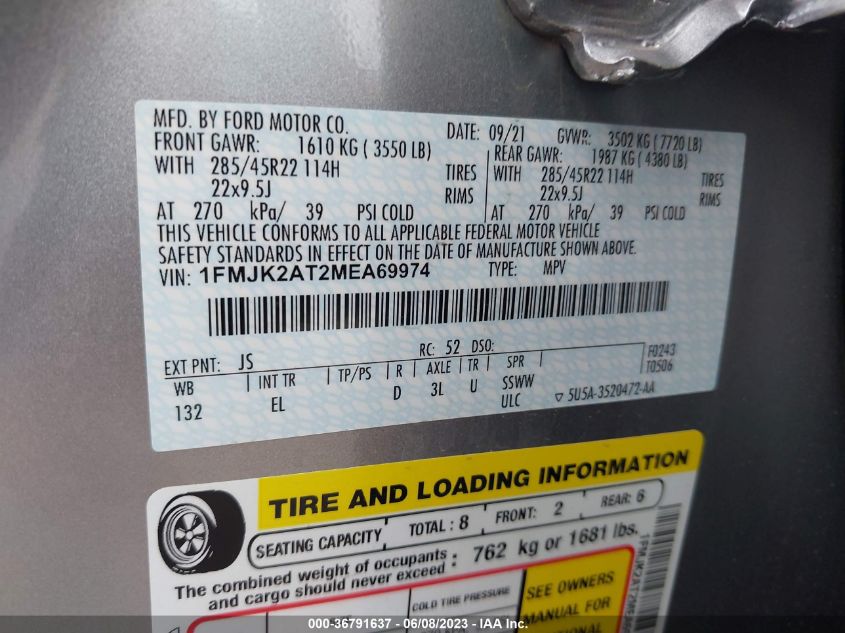 MFD. BY FORD MOTOR CO. DATE: 09/21 GVWR: 3502 KG ( 7720 LB)
FRONT GAWR: 1610 KG ( 3550 LB) REAR GAWR: 1987 KG ( 4380 LB)
WITH 285/45R22 114H TIRES WITH 285/45R22 114H TIRES
22x9.5J RIMS 22x9.5J RIMS
AT 270 kPa/ 39 PSI COLD AT 270 kPa/ 39 PSI COLD
THIS VEHICLE CONFORMS TO ALL APPLICABLE FEDERAL MOTOR VEHICLE
SAFETY STANDARDS IN EFFECT ON THE DATE OF MANUFACTURE SHOWN ABOVE.
VIN: 1FMJK2AT2MEA69974 TYPE: MPV
EXT PNT: JS RC: 52 DSO: F0243
WB INT TR TP/PS R AXLE TR SPR T0506
132 EL D 3L U SSWW
ULC ▽ 5U5A-3520472-AA
TIRE AND LOADING INFORMATION
SEATING CAPACITY TOTAL : 8 FRONT: 2 REAR: 6
The combined weight of occupants
and cargo should never exceed : 762 kg or 1681 lbs.
COLD TIRE PRESSURE
SEE OWNERS
MANUAL FOR
000-36791637 - 06/08/2023 - IAA Inc.